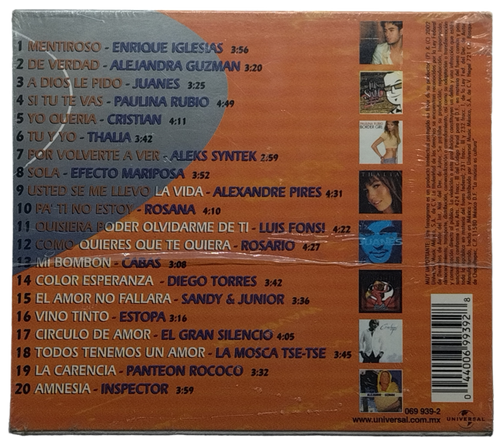 1 MENTIROSO - ENRIQUE IGLESIAS 3:56
2 DE VERDAD - ALEJANDRA GUZMAN 3:20
3 A DIOS LE PIDO - JUANES 3:25
4 SI TU TE VAS - PAULINA RUBIO 4:49
5 YO QUERIA - CRISTIAN 4:11
6 TU Y YO - THALIA 3:42
7 POR VOLVERTE A VER - ALEKS SYNTEK 2:59
8 SOLA - EFECTO MARIPOSA 3:52
9 USTED SE ME LLEVO LA VIDA - ALEXANDRE PIRES 4:31
10 PA' TI NO ESTOY - ROSANA 4:10
11 QUISIERA PODER OLVIDARME DE TI - LUIS FONSI 4:22
12 COMO QUIERES QUE TE QUIERA - ROSARIO 4:27
13 MI BOMBON - CABAS 3:08
14 COLOR ESPERANZA - DIEGO TORRES 3:42
15 EL AMOR NO FALLARA - SANDY & JUNIOR 3:36
16 VINO TINTO - ESTOPA 3:16
17 CIRCULO DE AMOR - EL GRAN SILENCIO 4:05
18 TODOS TENEMOS UN AMOR - LA MOSCA TSE-TSE 3:45
19 LA CARENCIA - PANTEON ROCOCO 3:32
20 AMNESIA - INSPECTOR 3:59
JUANES
0 44006 99392 8
069 939-2
www.universal.com.mx
UNIVERSAL